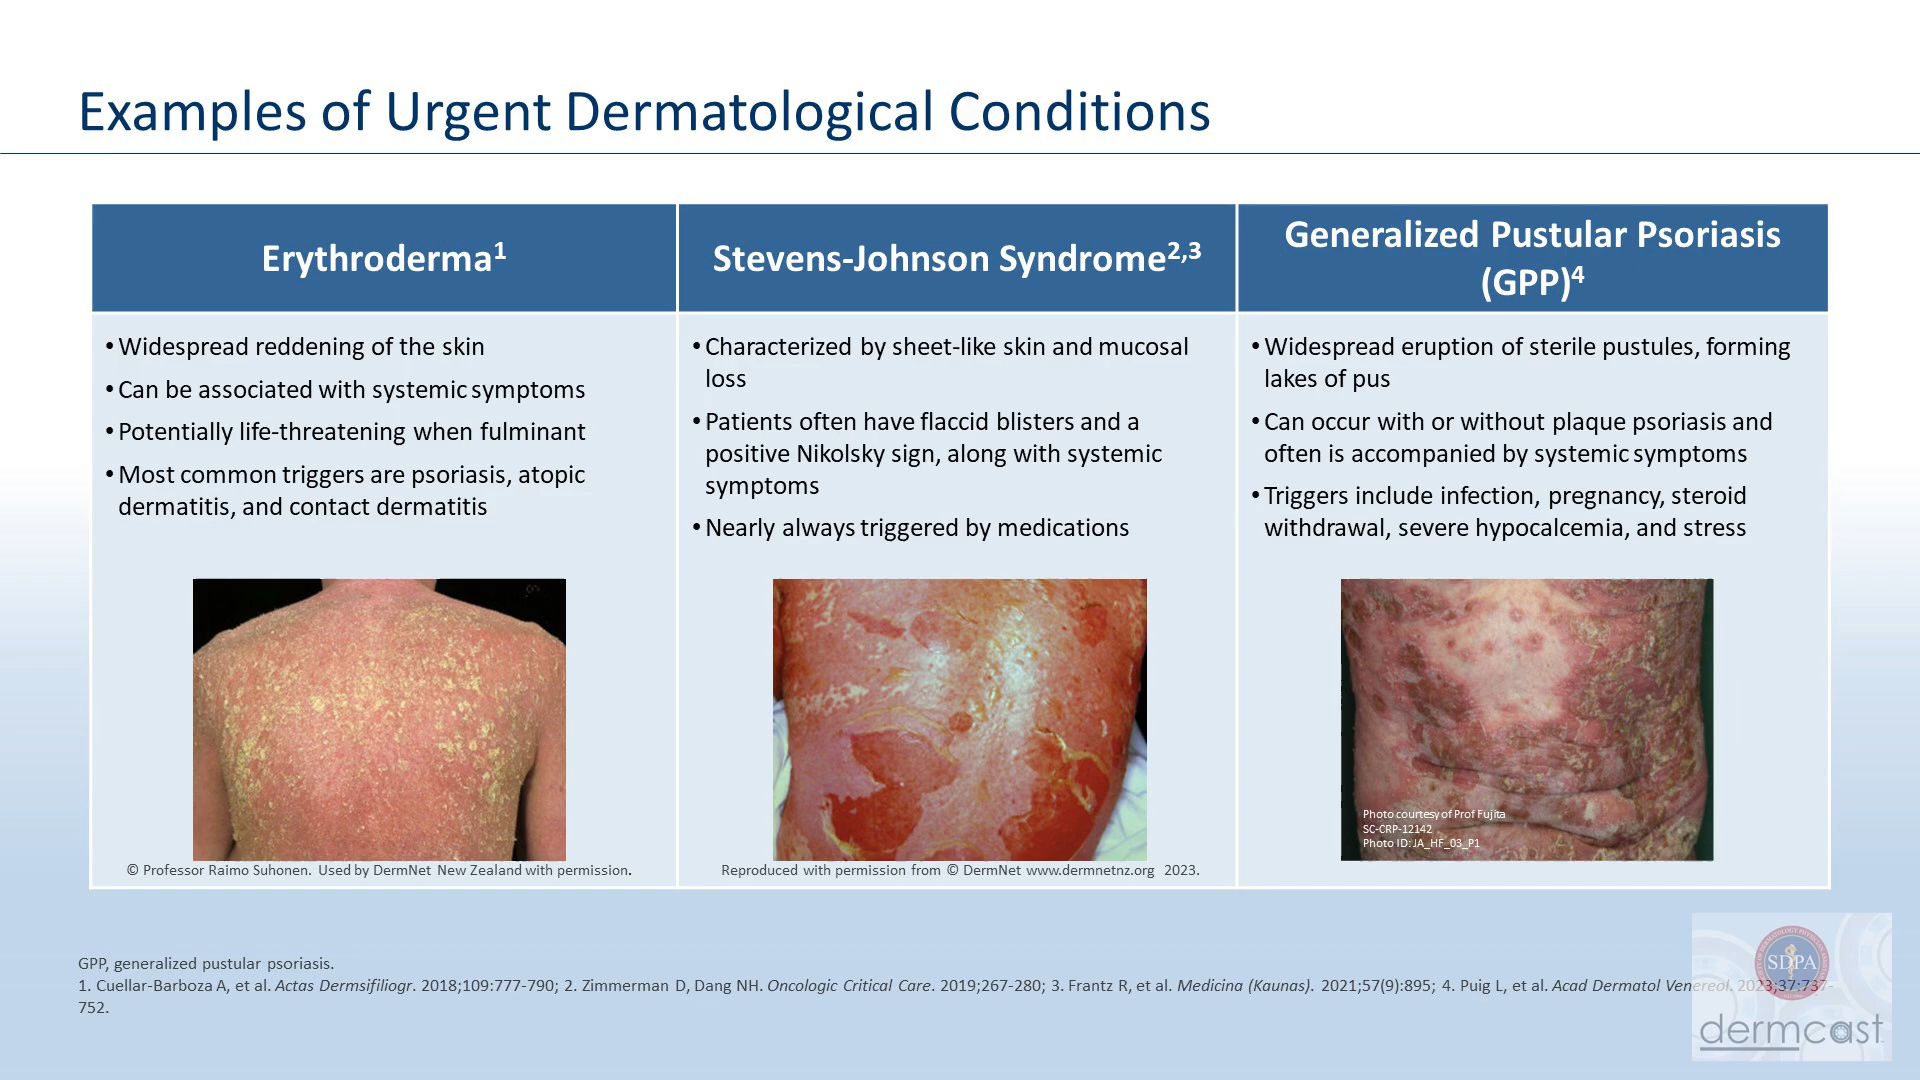 Examples of Urgent Dermatological Conditions
Erythroderma1
• Widespread reddening of the skin
• Can be associated with systemic symptoms
• Potentially life-threatening when fulminant
• Most common triggers are psoriasis, atopic
dermatitis, and contact dermatitis
© Professor Raimo Suhonen. Used by DermNet New Zealand with permission.
Stevens-Johnson Syndrome2,3
• Characterized by sheet-like skin and mucosal
loss
• Patients often have flaccid blisters and a
positive Nikolsky sign, along with systemic
symptoms
• Nearly always triggered by medications
Reproduced with permission from © DermNet www.dermnetnz.org 2023.
Generalized Pustular Psoriasis
(GPP)4
• Widespread eruption of sterile pustules, forming
lakes of pus
• Can occur with or without plaque psoriasis and
often is accompanied by systemic symptoms
• Triggers include infection, pregnancy, steroid
withdrawal, severe hypocalcemia, and stress
Photo courtesy of Prof Fujita
SC-CRP-12142
Photo ID: JA_HF_03_P1
GPP, generalized pustular psoriasis.
1. Cuellar-Barboza A, et al. Actas Dermsifiliogr. 2018;109:777-790; 2. Zimmerman D, Dang NH. Oncologic Critical Care. 2019;267-280; 3. Frantz R, et al. Medicina (Kaunas). 2021;57(9):895; 4. Puig L, et al. Acad Dermatol Venereol. 2023;37:737-
752.
SDPA
dermcast